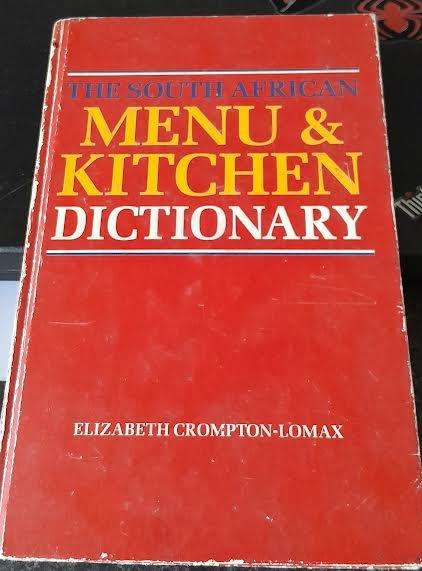 THE SOUTH AFRICAN
MENU &
KITCHEN
DICTIONARY
ELIZABETH CROMPTON-LOMAX